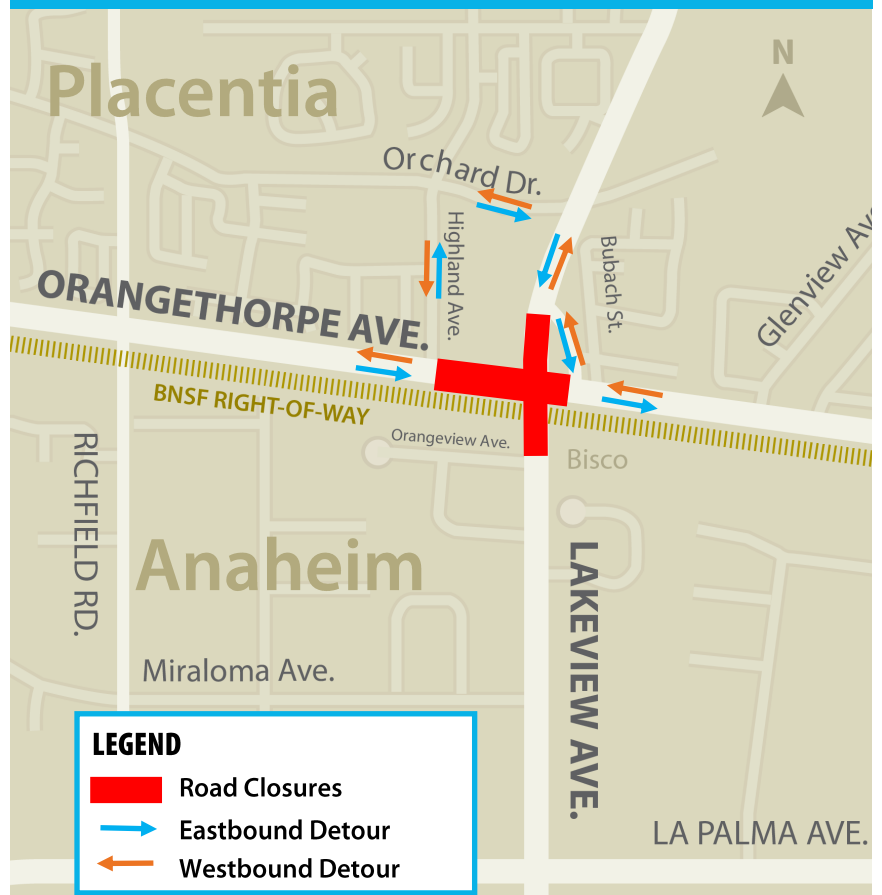 N
Placentia
Orchard Dr.
Highland Ave.
Bubach St.
Glenview Av
ORANGETHORPE AVE.
BNSF RIGHT-OF-WAY
Orangeview Ave.
Bisco
RICHFIELD RD.
Anaheim
LAKEVIEW AVE.
Miraloma Ave.
LA PALMA AVE.
LEGEND
Road Closures
Eastbound Detour
Westbound Detour